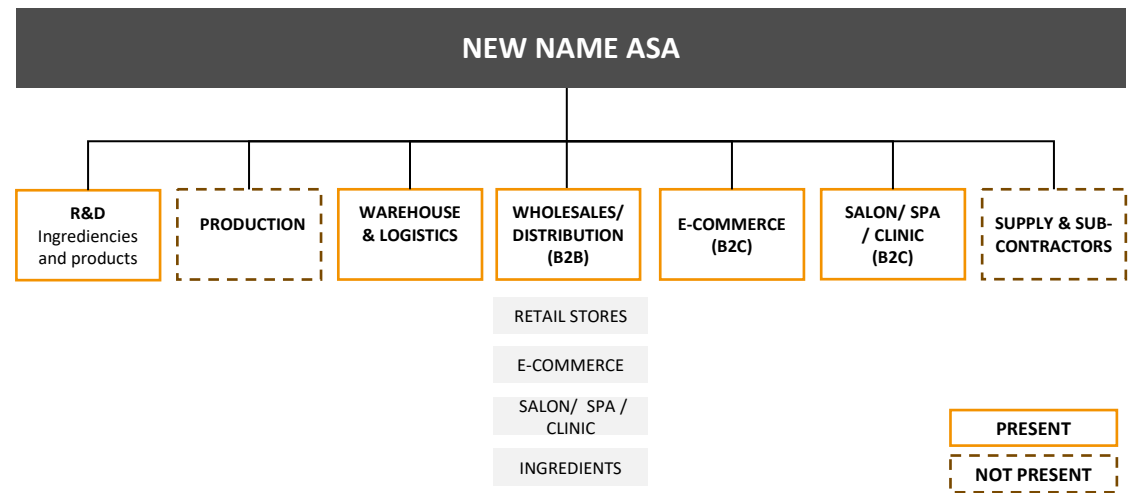 NEW NAME ASA
R&D
Ingrediencies
and products
PRODUCTION
WAREHOUSE
& LOGISTICS
WHOLESALES/
DISTRIBUTION
(B2B)
E-COMMERCE
(B2C)
SALON/ SPA
/ CLINIC
(B2C)
SUPPLY & SUB-
CONTRACTORS
RETAIL STORES
E-COMMERCE
SALON/ SPA /
CLINIC
INGREDIENTS
PRESENT
NOT PRESENT